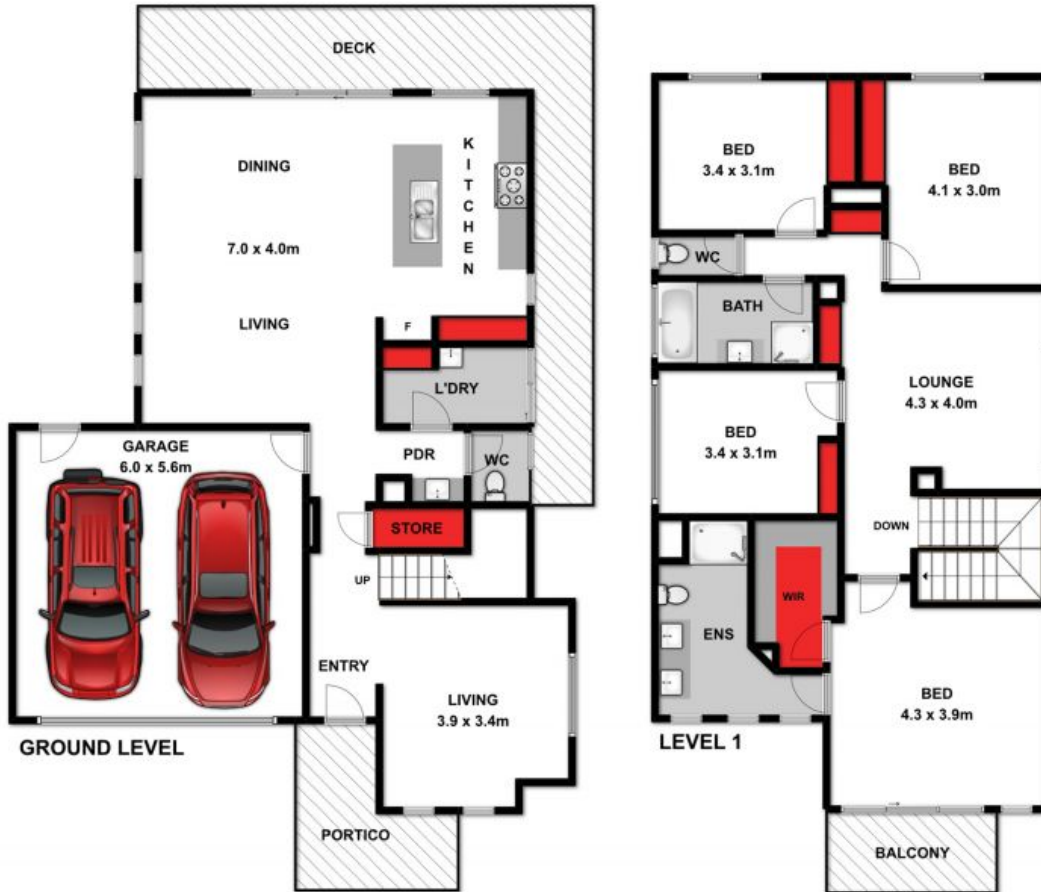 DECK
DINING
KITCHEN
7.0 x 4.0m
LIVING
F
L'DRY
GARAGE
6.0 x 5.6m
PDR
WC
STORE
UP
ENTRY
LIVING
3.9 x 3.4m
GROUND LEVEL
PORTICO
BED
3.4 x 3.1m
BED
4.1 x 3.0m
WC
BATH
LOUNGE
4.3 x 4.0m
BED
3.4 x 3.1m
DOWN
WIR
ENS
BED
4.3 x 3.9m
LEVEL 1
BALCONY